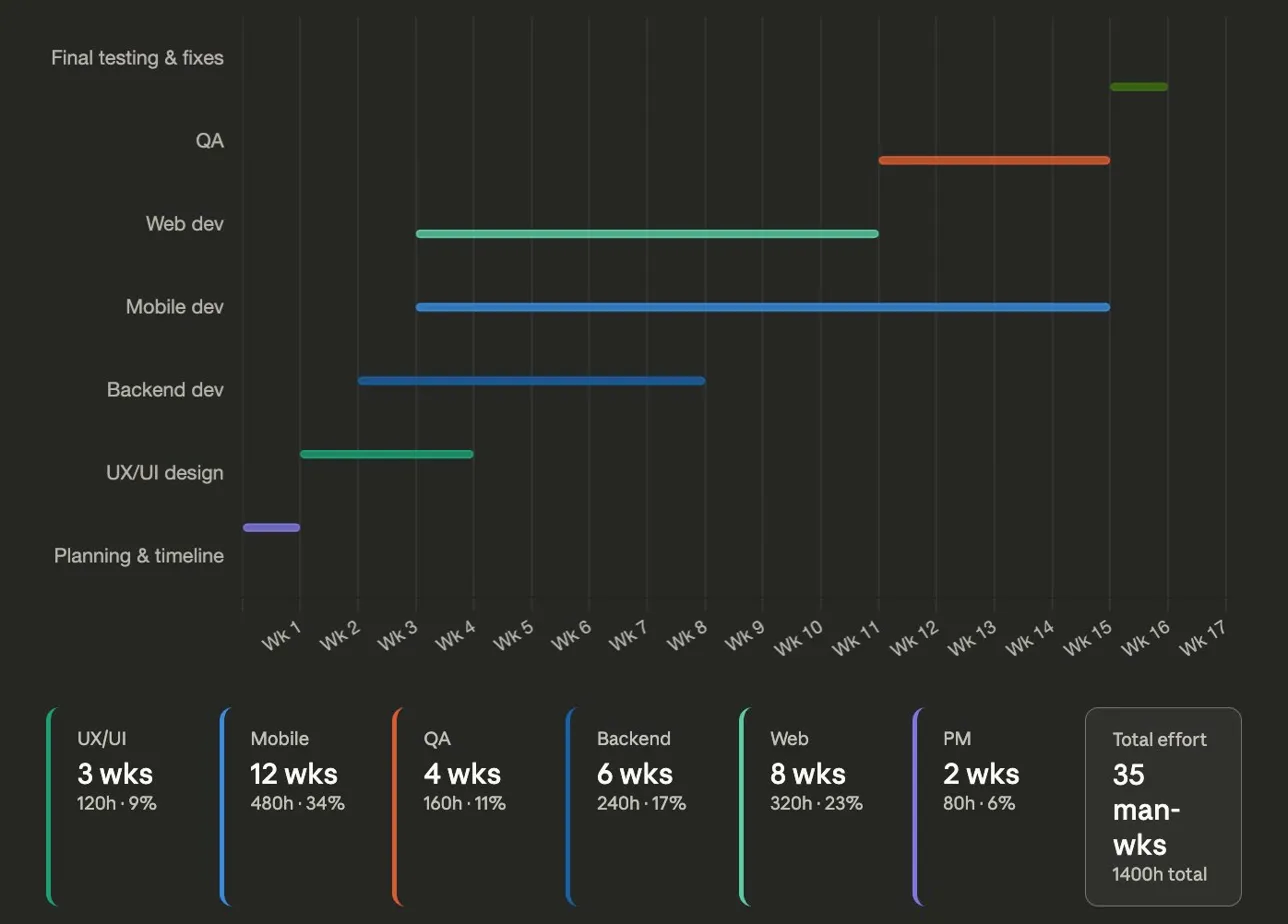 Final testing & fixes
QA
Web dev
Mobile dev
Backend dev
UX/UI design
Planning & timeline
Wk 1
Wk 2
Wk 3
Wk 4
Wk 5
Wk 6
Wk 7
Wk 8
Wk 9
Wk 10
Wk 11
Wk 12
Wk 13
Wk 14
Wk 15
Wk 16
Wk 17
UX/UI
3 wks
120h · 9%
Mobile
12 wks
480h · 34%
QA
4 wks
160h · 11%
Backend
6 wks
240h · 17%
Web
8 wks
320h · 23%
PM
2 wks
80h · 6%
Total effort
35
man-
wks
1400h total